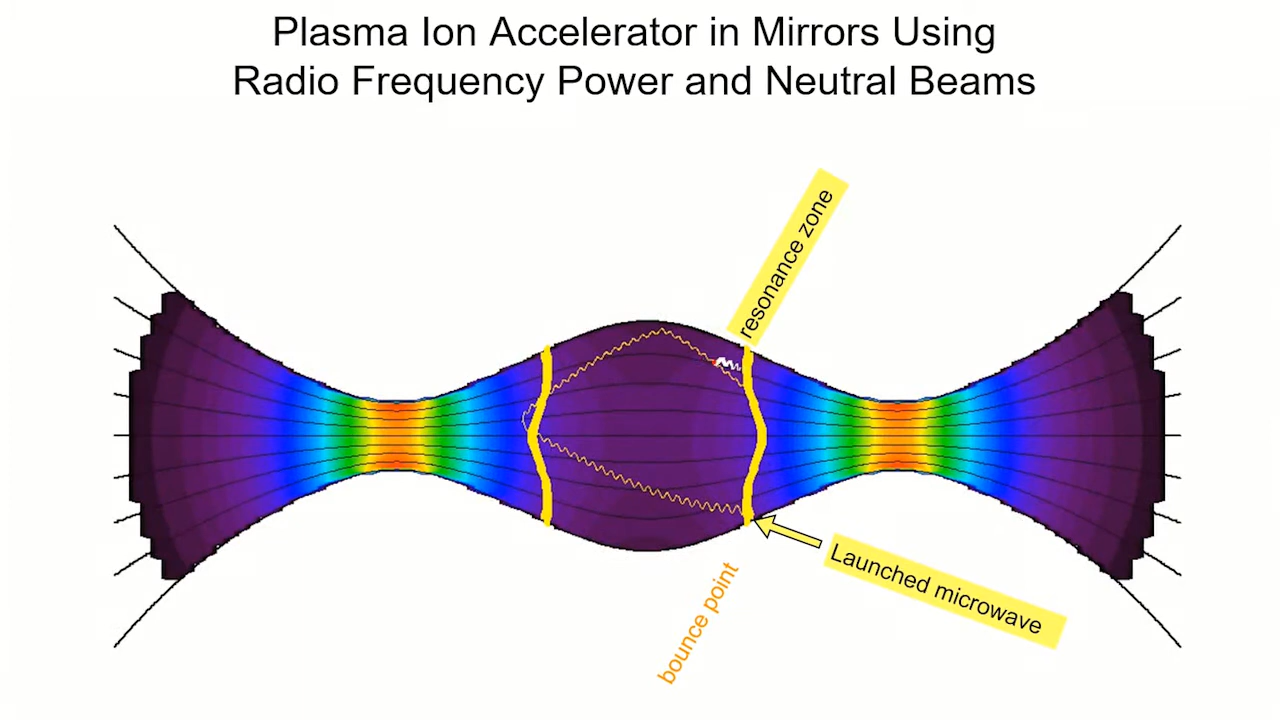 Plasma Ion Accelerator in Mirrors Using
Radio Frequency Power and Neutral Beams
resonance zone
Launched microwave
bounce point